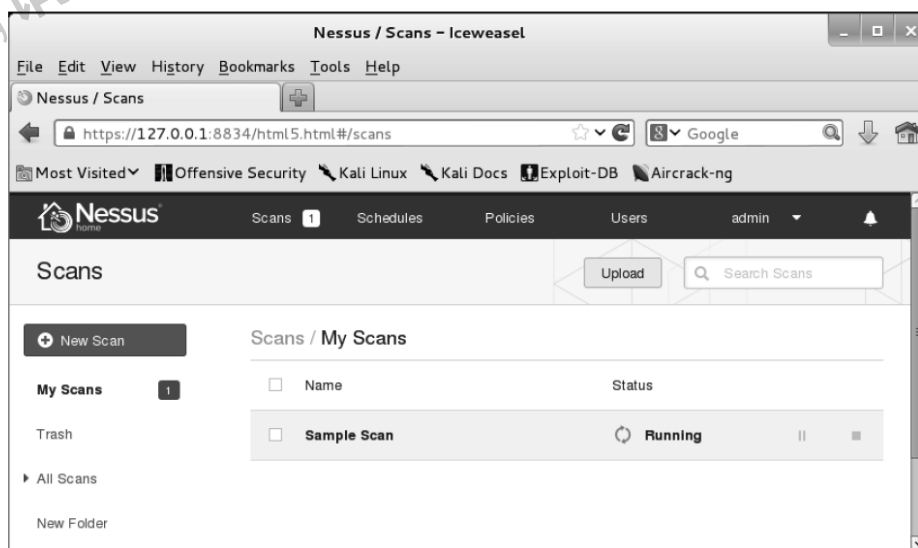 Nessus / Scans - Iceweasel
File Edit View History Bookmarks Tools Help
Nessus / Scans
https://127.0.0.1:8834/html5.html#/scans
Google
Most Visited Offensive Security Kali Linux Kali Docs Exploit-DB Aircrack-ng
Nessus
home
Scans 1 Schedules Policies Users admin
Scans
Upload
Search Scans
New Scan
Scans / My Scans
My Scans 1
Name Status
Trash
Sample Scan Running
All Scans
New Folder